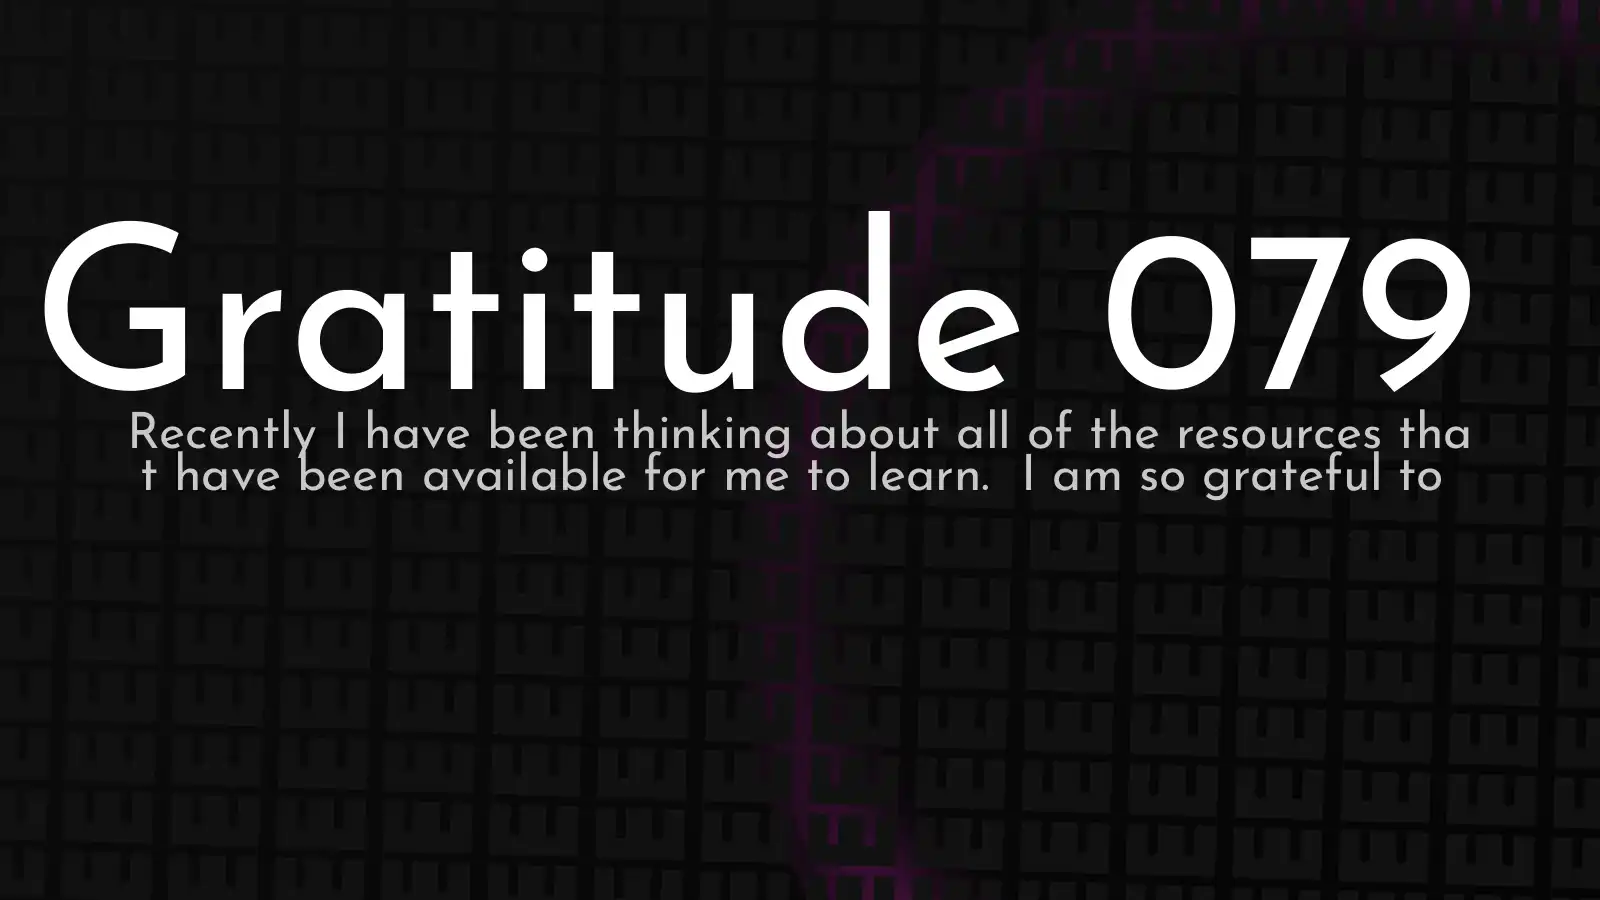 Gratitude 079
Recently I have been thinking about all of the resources tha
t have been available for me to learn.  I am so grateful to